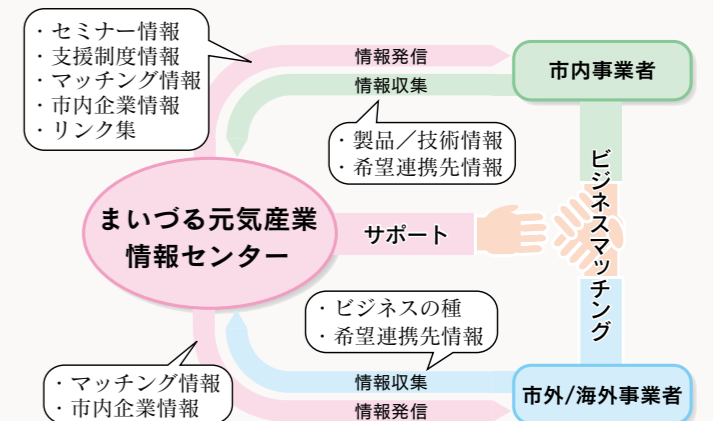 ・セミナー情報
・支援制度情報
・マッチング情報
・市内企業情報
・リンク集
情報発信
情報収集
市内事業者
・製品／技術情報
・希望連携先情報
まいづる元気産業
情報センター
サポート
ビジネスマッチング
・ビジネスの種
・希望連携先情報
・マッチング情報
・市内企業情報
情報収集
情報発信
市外/海外事業者